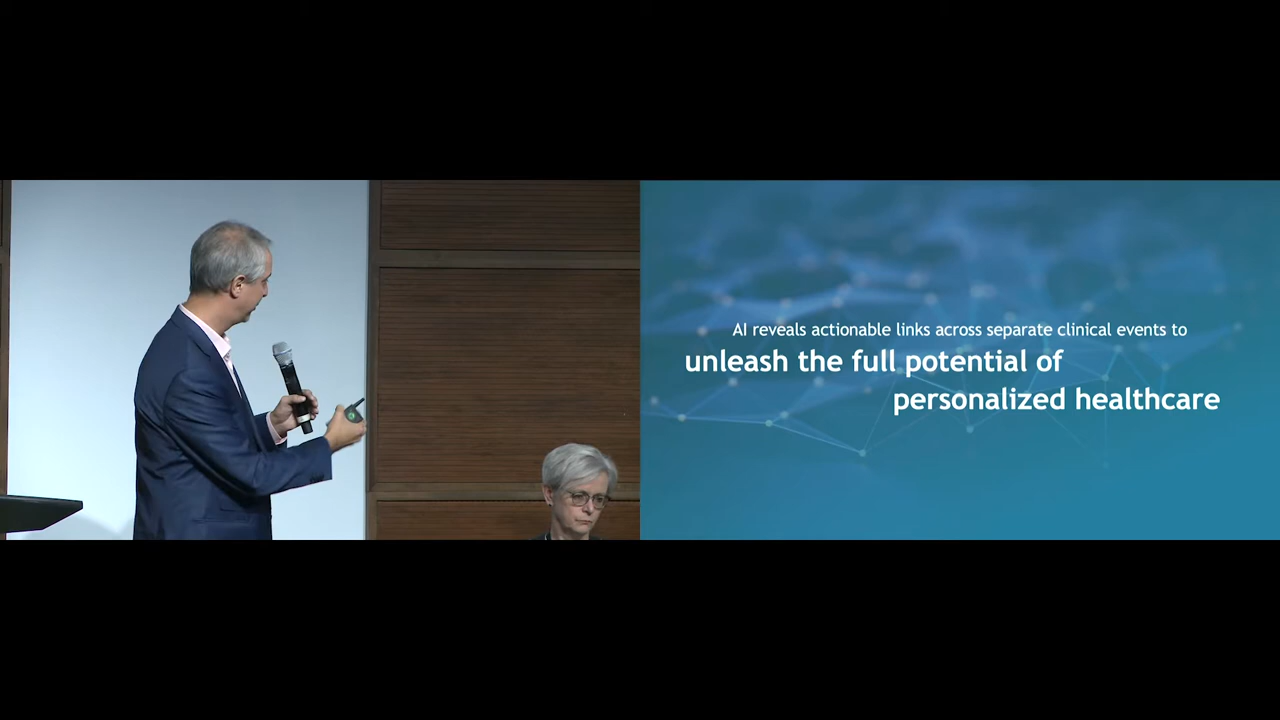 AI reveals actionable links across separate clinical events to
unleash the full potential of
personalized healthcare